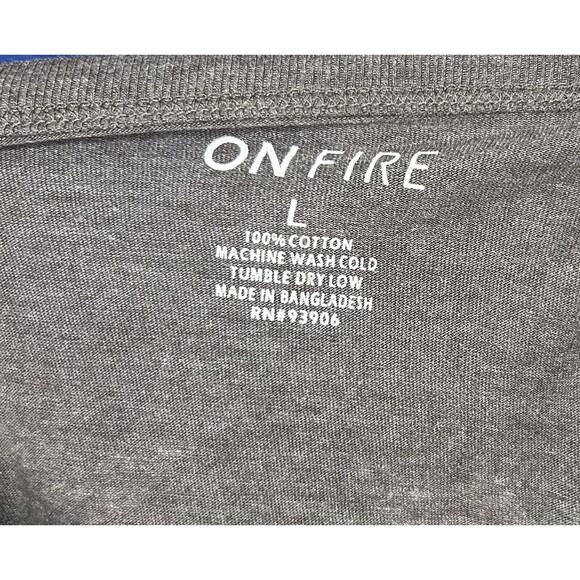 ON FIRE
L
100% COTTON
MACHINE WASH COLD
TUMBLE DRY LOW
MADE IN BANGLADESH
RN#93906